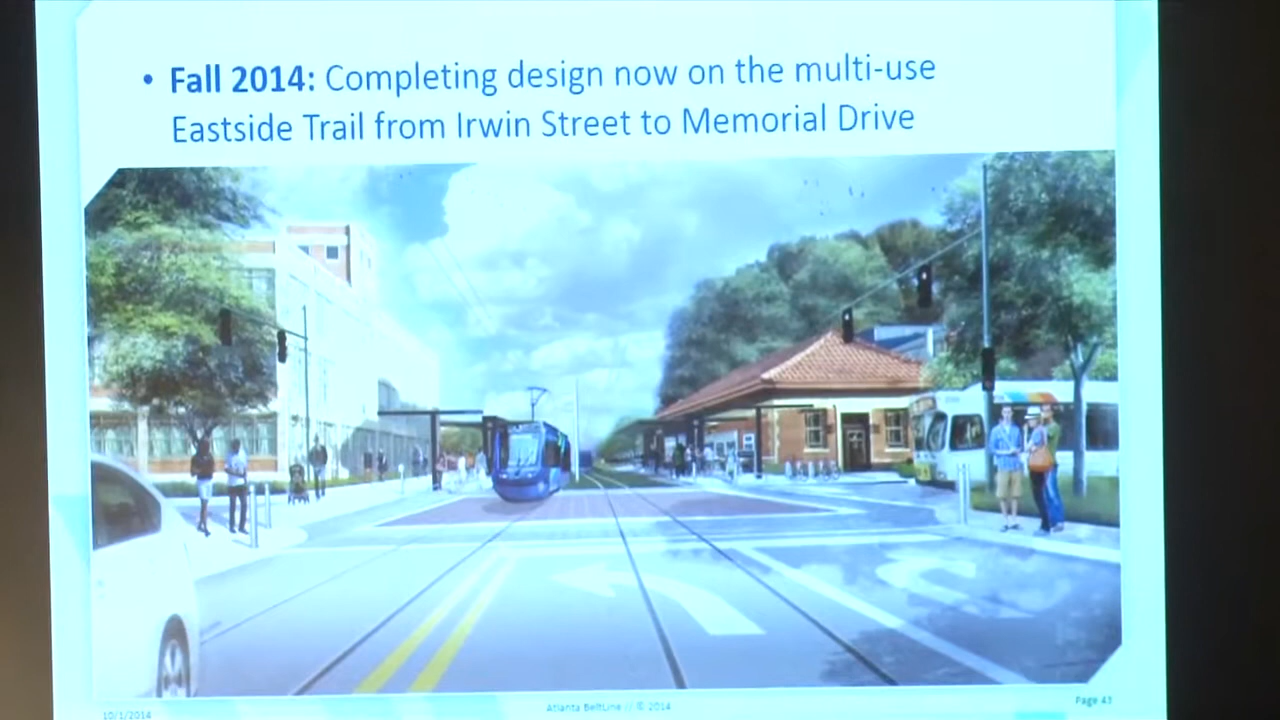 • Fall 2014: Completing design now on the multi-use
Eastside Trail from Irwin Street to Memorial Drive
10/1/2014
Atlanta BeltLine // © 2014
Page 43